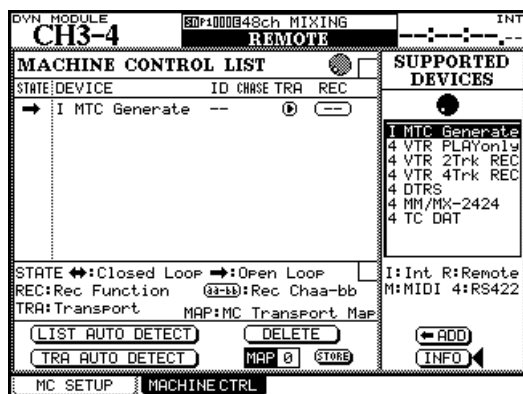 DYN MODULE
CH3-4
48ch MIXING
REMOTE
INT
--:--:--.--
MACHINE CONTROL LIST
STATE DEVICE ID CHASE TRA REC
➡ I MTC Generate -- --
STATE ⬌:Closed Loop ➡:Open Loop
REC:Rec Function aa-bb:Rec Chaa-bb
TRA:Transport MAP:MC Transport Map
LIST AUTO DETECT DELETE
TRA AUTO DETECT MAP 0 STORE
MC SETUP MACHINE CTRL
SUPPORTED
DEVICES
I MTC Generate
4 VTR PLAYonly
4 VTR 2Trk REC
4 VTR 4Trk REC
4 DTRS
4 MM/MX-2424
4 TC DAT
I:Int R:Remote
M:MIDI 4:RS422
⬅ADD
INFO